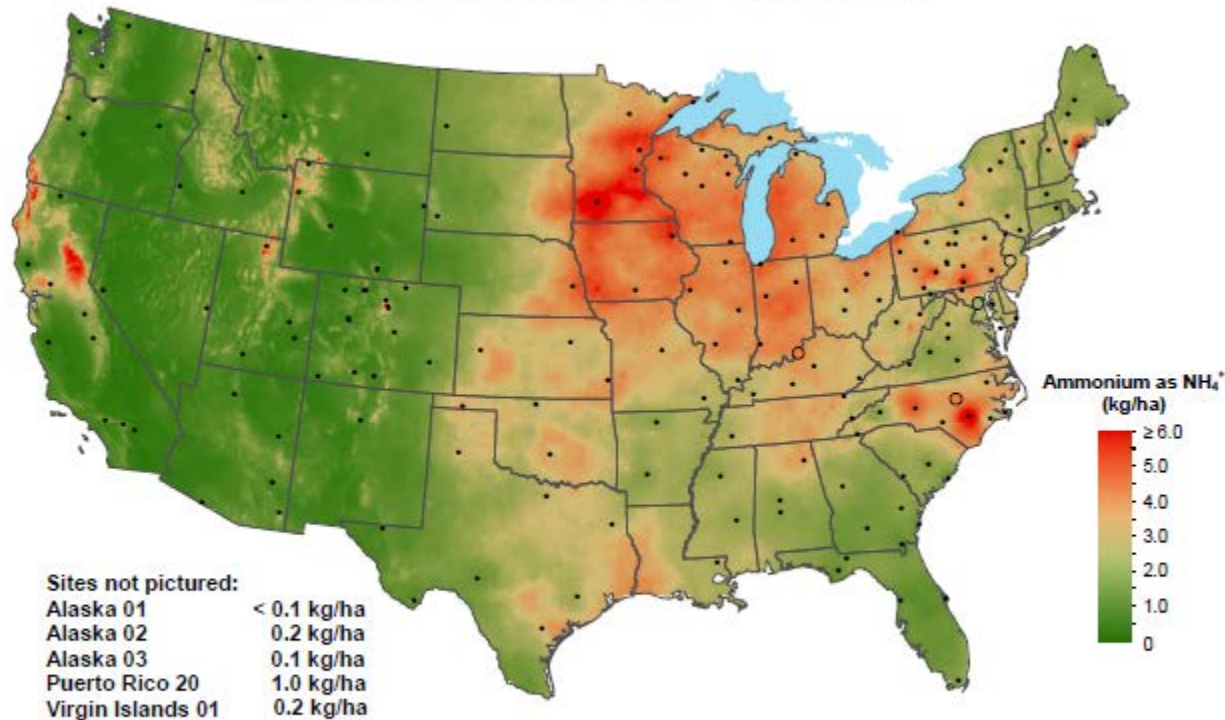 Ammonium as NH₄⁺
(kg/ha)
≥ 6.0
5.0
4.0
3.0
2.0
1.0
0
Sites not pictured:
Alaska 01 < 0.1 kg/ha
Alaska 02 0.2 kg/ha
Alaska 03 0.1 kg/ha
Puerto Rico 20 1.0 kg/ha
Virgin Islands 01 0.2 kg/ha